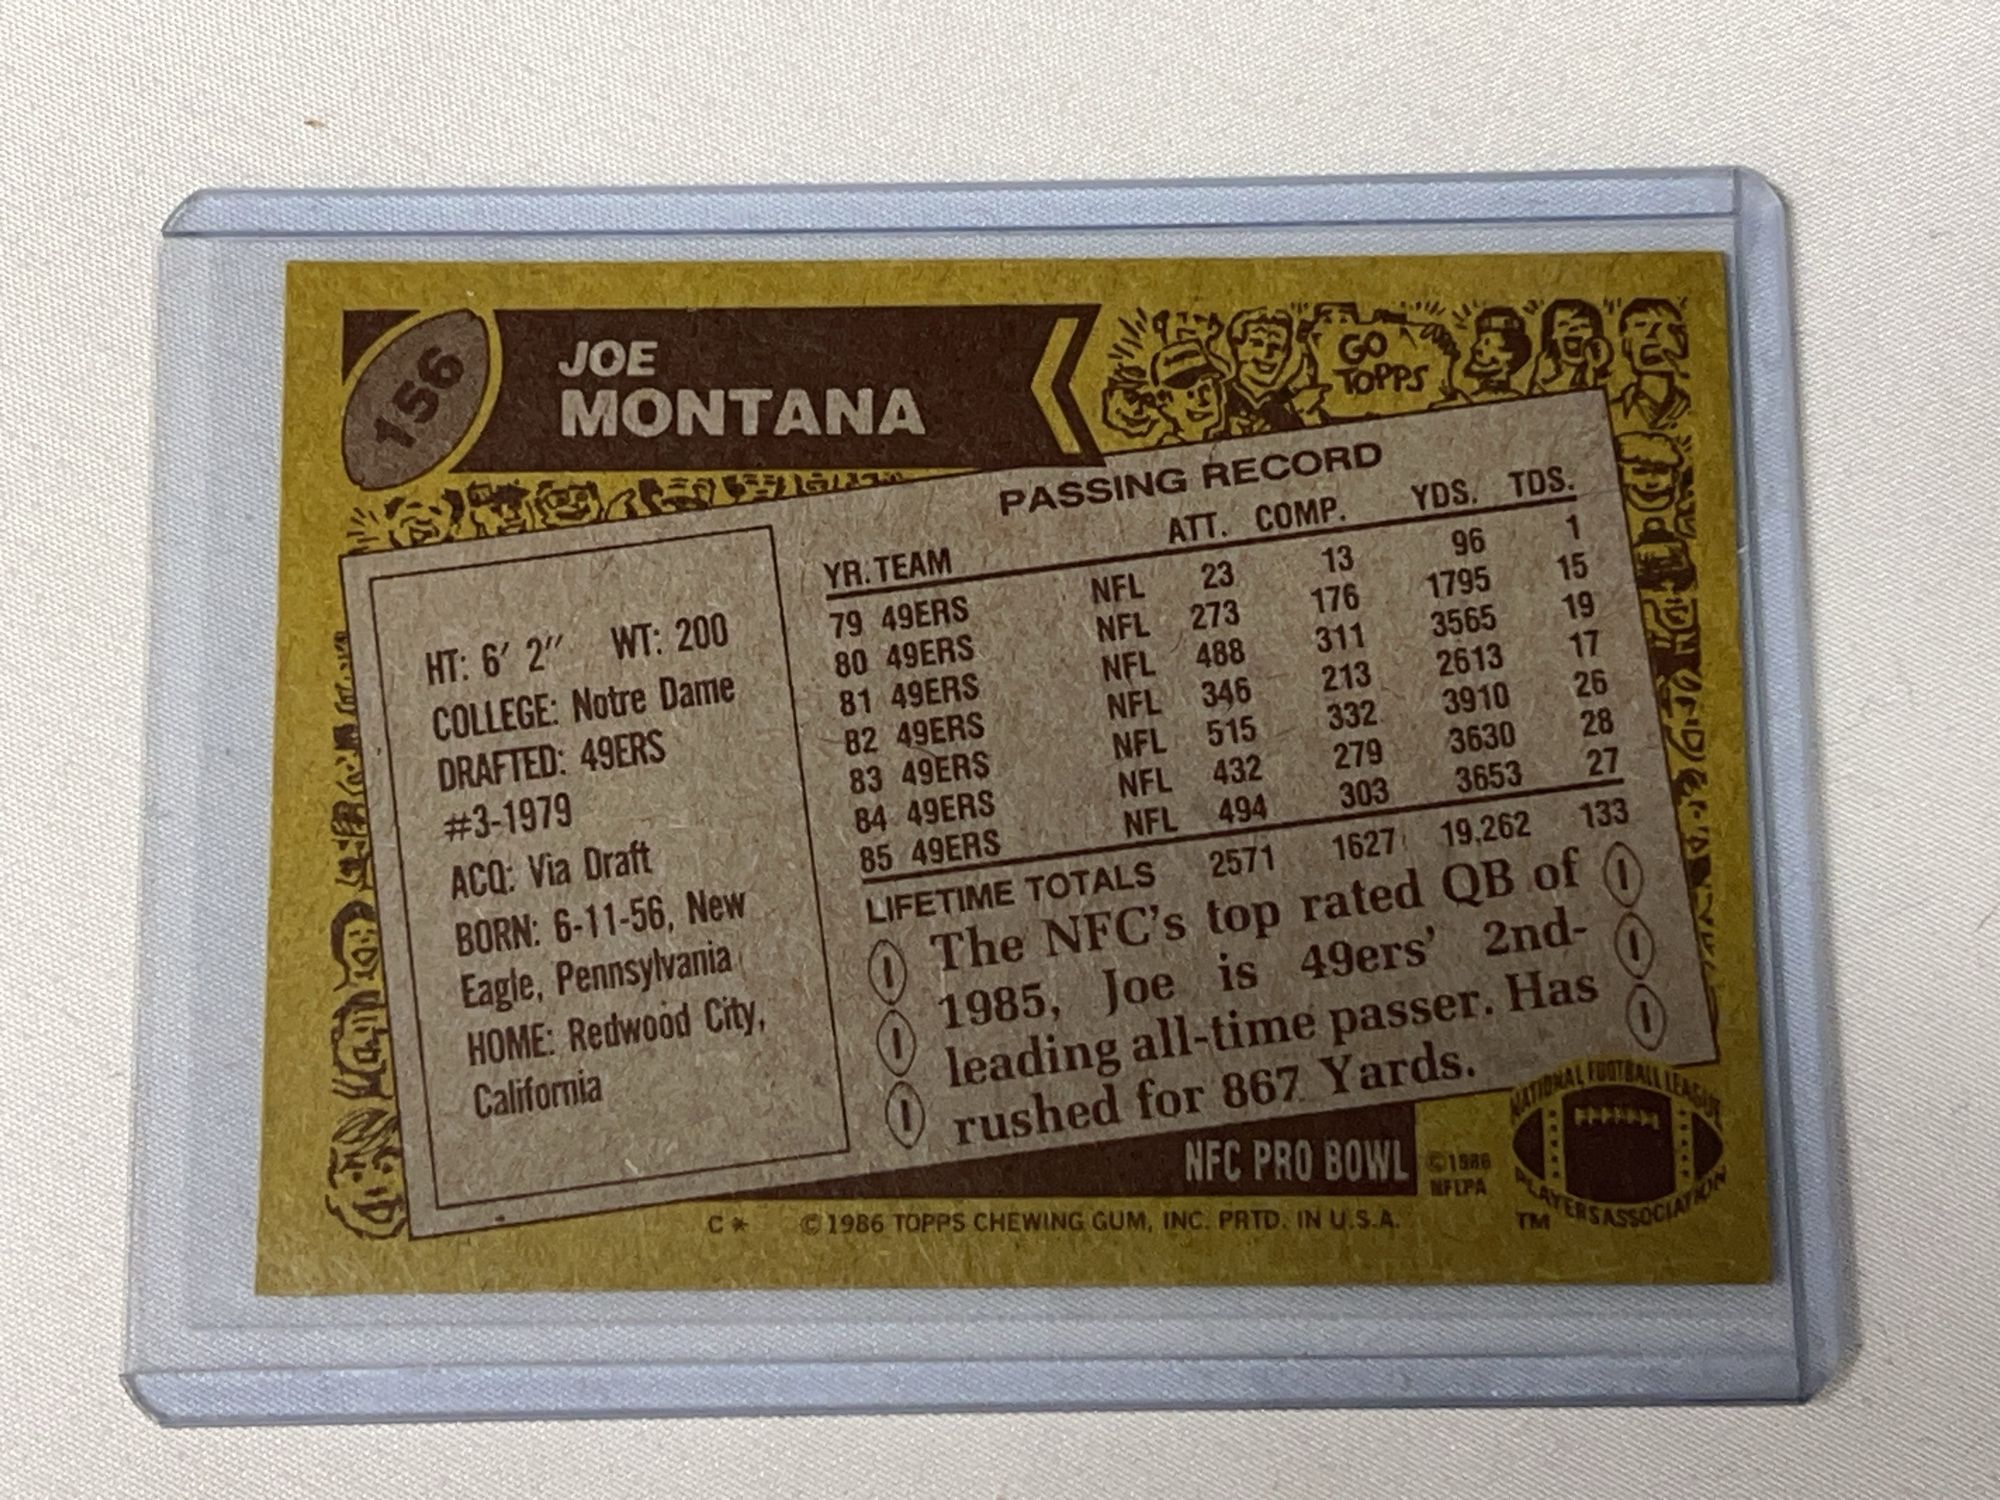 156
JOE
MONTANA
GO
TOPPS
HT: 6' 2" WT: 200
COLLEGE: Notre Dame
DRAFTED: 49ERS
#3-1979
ACQ: Via Draft
BORN: 6-11-56, New
Eagle, Pennsylvania
HOME: Redwood City,
California
PASSING RECORD
YR. TEAM ATT. COMP. YDS. TDS.
79 49ERS NFL 23 13 96 1
80 49ERS NFL 273 176 1795 15
81 49ERS NFL 488 311 3565 19
82 49ERS NFL 346 213 2613 17
83 49ERS NFL 515 332 3910 26
84 49ERS NFL 432 279 3630 28
85 49ERS NFL 494 303 3653 27
LIFETIME TOTALS 2571 1627 19,262 133
The NFC's top rated QB of
1985, Joe is 49ers' 2nd-
leading all-time passer. Has
rushed for 867 Yards.
NFC PRO BOWL
©1986
NFLPA
NATIONAL FOOTBALL LEAGUE
PLAYERS ASSOCIATION
TM
C* ©1986 TOPPS CHEWING GUM, INC. PRTD. IN U.S.A.